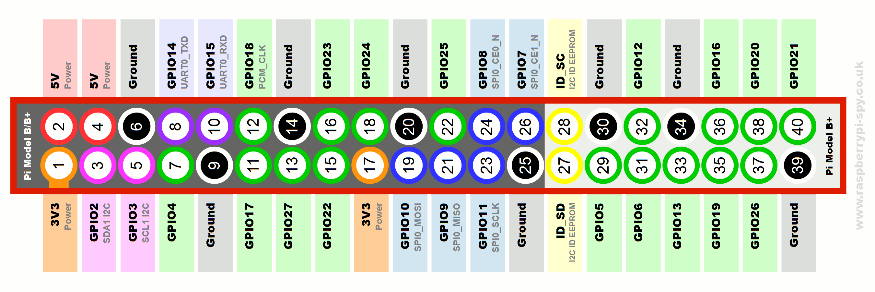 5V
Power
5V
Power
Ground
GPIO14
UART0_TXD
GPIO15
UART0_RXD
GPIO18
PCM_CLK
Ground
GPIO23
GPIO24
Ground
GPIO25
GPIO8
SPI0_CE0_N
GPIO7
SPI0_CE1_N
ID_SC
I2C ID EEPROM
Ground
GPIO12
Ground
GPIO16
GPIO20
GPIO21
Pi Model B/B+
2 4 6 8 10 12 14 16 18 20 22 24 26 28 30 32 34 36 38 40
1 3 5 7 9 11 13 15 17 19 21 23 25 27 29 31 33 35 37 39
Pi Model B+
3V3
Power
GPIO2
SDA1 I2C
GPIO3
SCL1 I2C
GPIO4
Ground
GPIO17
GPIO27
GPIO22
3V3
Power
GPIO10
SPI0_MOSI
GPIO9
SPI0_MISO
GPIO11
SPI0_SCLK
Ground
ID_SD
I2C ID EEPROM
GPIO5
GPIO6
GPIO13
GPIO19
GPIO26
Ground
www.raspberrypi-spy.co.uk